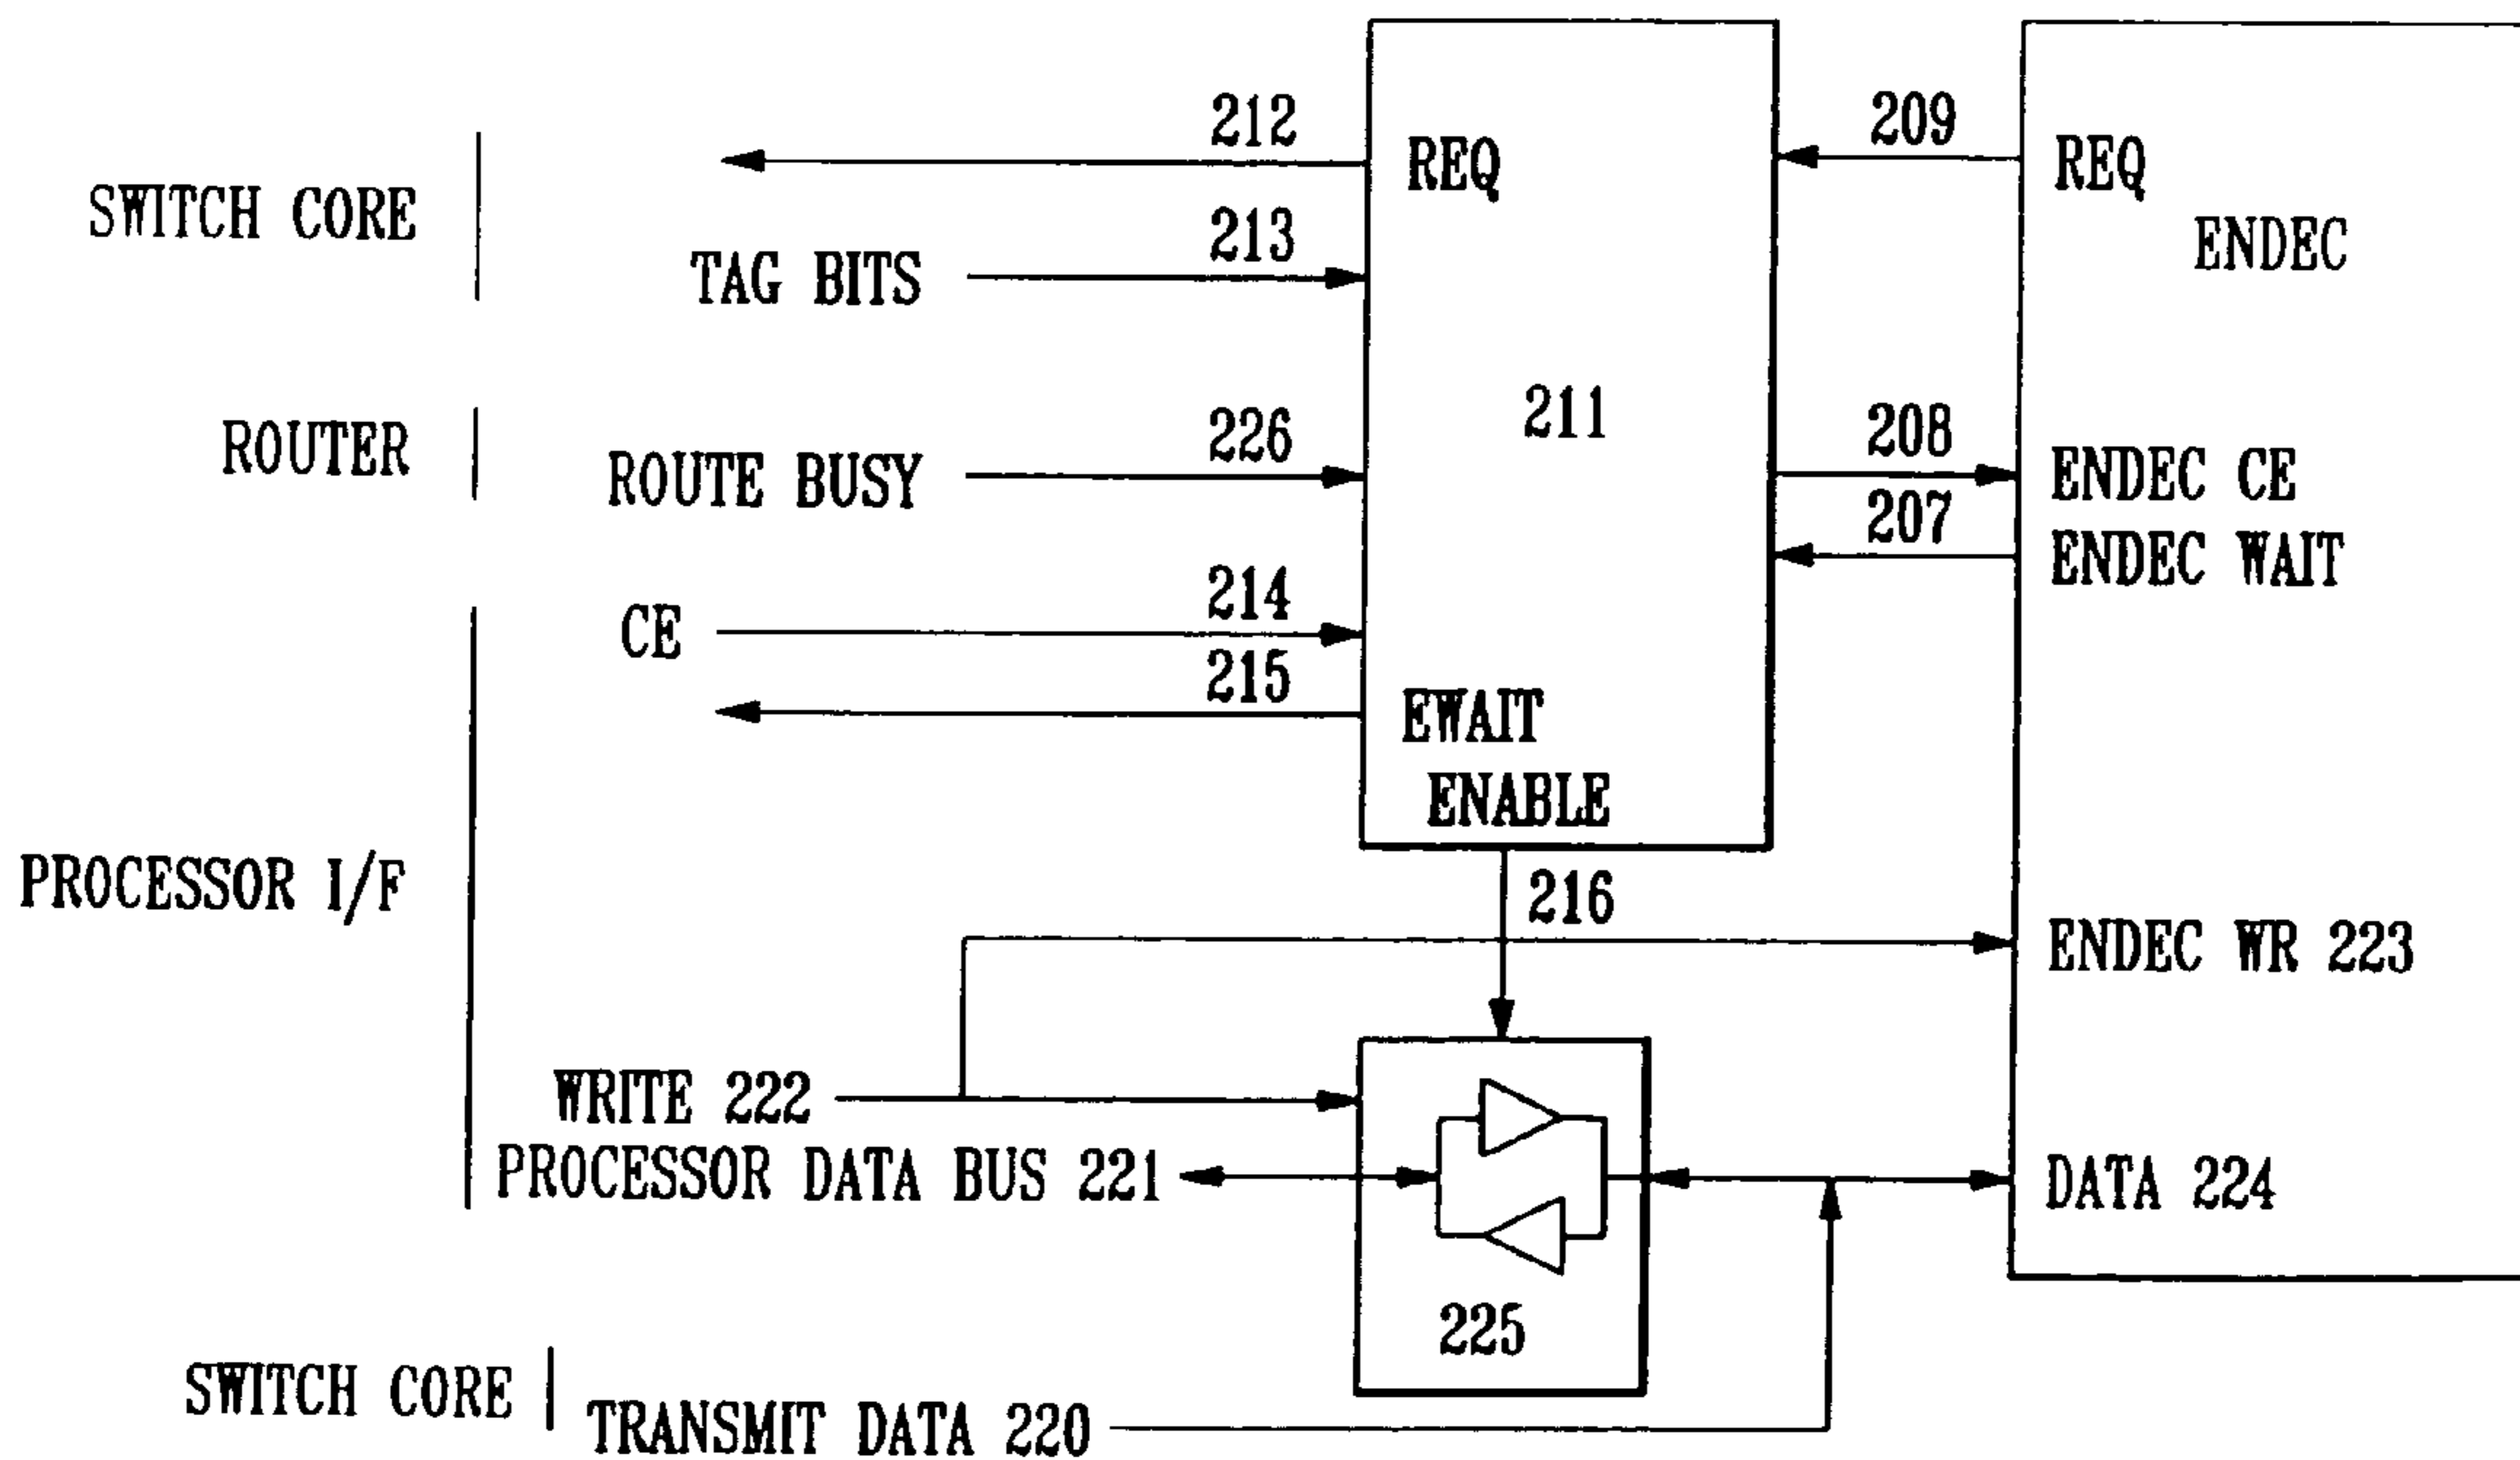 212
209
REQ
REQ
SWITCH CORE
213
ENDEC
TAG BITS
211
226
208
ROUTER
ROUTE BUSY
ENDEC CE
207
ENDEC WAIT
214
CE
215
EWAIT
ENABLE
PROCESSOR I/F
216
ENDEC WR 223
WRITE 222
PROCESSOR DATA BUS 221
DATA 224
225
SWITCH CORE
TRANSMIT DATA 220